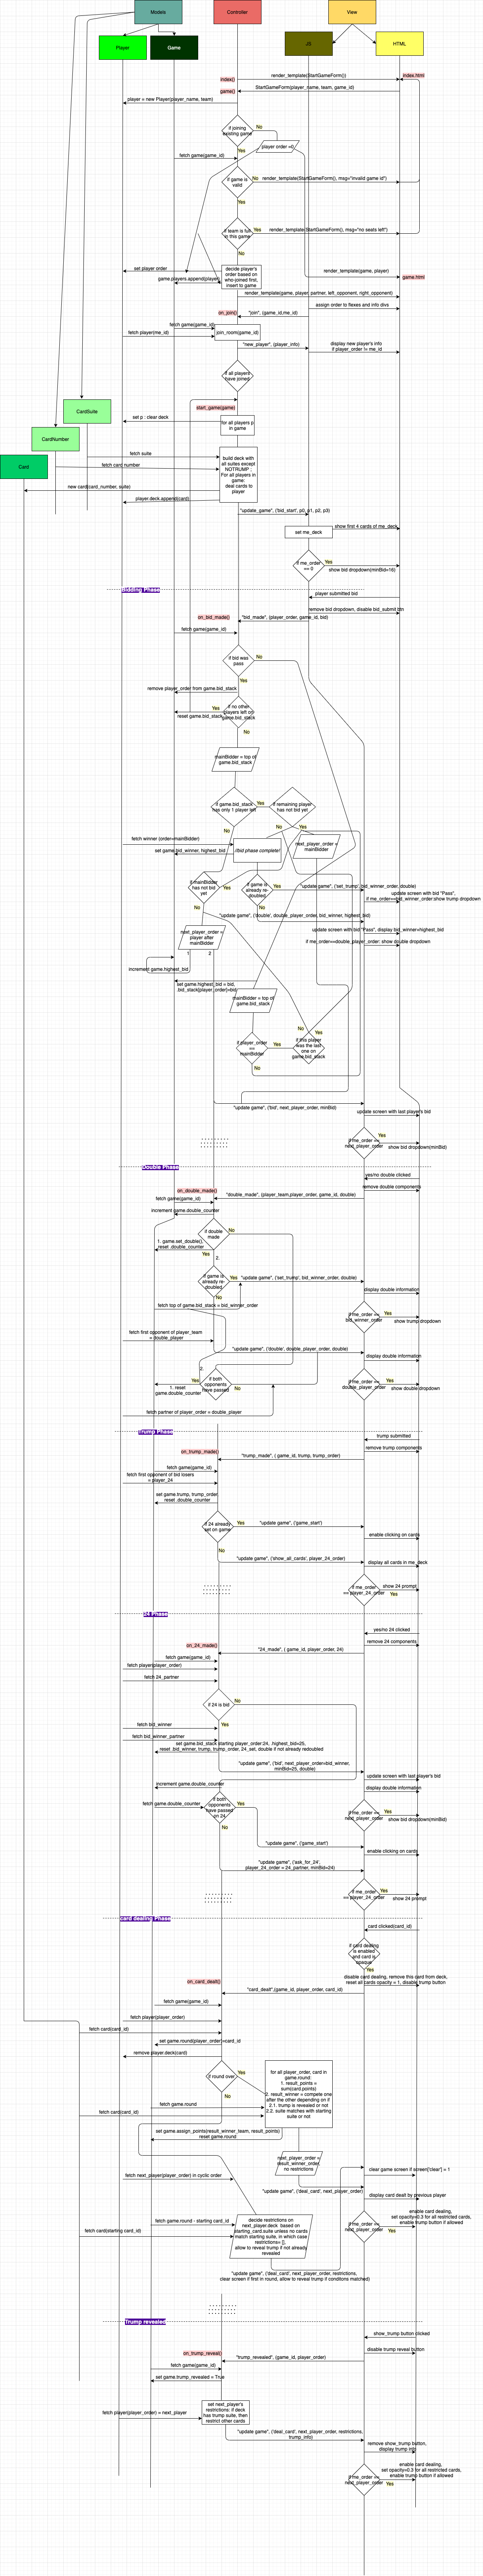 Models
Controller
View
Player
Game
JS
HTML
index()
render_template(StartGameForm())
index.html
game()
StartGameForm(player_name, team, game_id)
player = new Player(player_name, team)
if joining
existing game
No
player order =0
Yes
fetch game(game_id)
if game is
valid
No
render_template(StartGameForm(), msg="invalid game id")
Yes
if team is full
in this game
Yes
render_template(StartGameForm(), msg="no seats left")
No
set player order
decide player's
order based on
who joined first.
insert to game
render_template(game, player)
game.html
game.players.append(player)
render_template(game, player, partner, left_opponent, right_opponent)
assign order to flexes and info divs
on_join()
"join", (game_id,me_id)
fetch game(game_id)
fetch player(me_id)
join_room(game_id)
"new_player", (player_info)
display new player's info
if player_order != me_id
if all players
have joined
CardSuite
start_game(game)
set p : clear deck
for all players p
in game
CardNumber
Card
fetch suite
fetch card number
build deck with
all suites except
NOTRUMP :
For all players in
game:
deal cards to
player
new card(card_number, suite)
player.deck.append(card)
"update_game", ('bid_start', p0, p1, p2, p3)
set me_deck
show first 4 cards of me_deck
if me_order
== 0
Yes
show bid dropdown(minBid=16)
Bidding Phase
player submitted bid
remove bid dropdown, disable bid_submit btn
on_bid_made()
"bid_made", (player_order, game_id, bid)
fetch game(game_id)
if bid was
pass
No
Yes
remove player_order from game.bid_stack
if no other
players left on
game.bid_stack
Yes
reset game.bid_stack
No
mainBidder = top of
game.bid_stack
if game.bid_stack
has only 1 player left
Yes
if remaining player
has not bid yet
No
No
Yes
fetch winner (order=mainBidder)
//bid phase complete!
next_player_order =
mainBidder
set game bid_winner, highest_bid
if mainBidder
has not bid
yet
Yes
if game is
already re-
doubled
Yes
"update game", ('set_trump', bid_winner_order, double)
update screen with bid "Pass",
if me_order==bid_winner_order:show trump dropdown
No
No
"update game", ('double', double_player_order, bid_winner, highest_bid)
next_player_order =
player after
mainBidder
update screen with bid "Pass", display bid_winner=highest_bid
if me_order==double_player_order: show double dropdown
1
2
increment game.highest_bid
set game.highest_bid = bid,
.bid_stack(player_order)=bid
mainBidder = top of
game.bid_stack
No
Yes
if player_order
==
mainBidder
Yes
if this player
was the last
one on
game.bid_stack
No
"update game", ('bid', next_player_order, minBid)
update screen with last player's bid
if me_order ==
next_player_order
Yes
show bid dropdown(minBid)
Double Phase
yes/no double clicked
remove double components
on_double_made()
fetch game(game_id)
"double_made", (player_team,player_order, game_id, double)
increment game.double_counter
if double
made
No
1. game.set_double(),
reset .double_counter
Yes
2.
if game is
already re-
doubled
Yes
"update game", ('set_trump', bid_winner_order, double)
display double information
No
fetch top of game.bid_stack = bid_winner_order
if me_order ==
bid_winner_order
Yes
show trump dropdown
fetch first opponent of player_team
= double_player
"update game", ('double', double_player_order, double)
display double information
2.
Yes
1. reset
game.double_counter
if both
opponents
have passed
No
if me_order ==
double_player_order
Yes
show double dropdown
fetch partner of player_order = double_player
Trump Phase
trump submitted
remove trump components
on_trump_made()
"trump_made", ( game_id, trump, trump_order)
fetch game(game_id)
fetch first opponent of bid losers
= player_24
set game.trump, trump_order
reset .double_counter
if 24 already
set on game
Yes
"update game", ('game_start')
enable clicking on cards
No
"update game", ('show_all_cards', player_24_order)
display all cards in me_deck
if me_order
== player_24_order
show 24 prompt
Yes
24 Phase
yes/no 24 clicked
remove 24 components
on_24_made()
"24_made", ( game_id, player_order, 24)
fetch game(game_id)
fetch player(player_order)
fetch 24_partner
if 24 is bid
No
Yes
fetch bid_winner
fetch bid_winner_partner
set game.bid_stack starting player_order:24, .highest_bid=25,
reset .bid_winner, trump, trump_order, 24_set, double if not already redoubled
"update game", ('bid', next_player_order=bid_winner,
minBid=25, double)
update screen with last player's bid
increment game.double_counter
display double information
fetch game.double_counter
if both
opponents
have passed
on 24
Yes
if me_order ==
next_player_order
Yes
show bid dropdown(minBid)
No
"update game", ('game_start')
enable clicking on cards
"update game", ('ask_for_24',
player_24_order = 24_partner, minBid=24)
if me_order
== player_24_order
Yes
show 24 prompt
card dealing Phase
card clicked(card_id)
if card dealing
is enabled
and card is
opaque
Yes
disable card dealing, remove this card from deck,
reset all cards opacity = 1, disable trump button
on_card_dealt()
"card_dealt",(game_id, player_order, card_id)
fetch game(game_id)
fetch player(player_order)
fetch card(card_id)
set game.round(player_order)=card_id
remove player.deck(card)
if round over
Yes
for all player_order, card in
game.round:
1. result_points =
sum(card.points)
2. result_winner = compete one
after the other depending on if
2.1. trump is revealed or not
2.2. suite matches with starting
suite or not
No
fetch game.round
fetch card(card_id)
set game.assign_points(result_winner_team, result_points)
reset game.round
next_player_order =
result_winner_order,
no restrictions
clear game screen if screen['clear'] = 1
fetch next_player(player_order) in cyclic order
"update game", ('deal_card', next_player_order)
display card dealt by previous player
fetch game.round - starting card_id
fetch card(starting card_id)
decide restrictions on
next_player.deck based on
starting_card.suite unless no cards
match starting suite, in which case
restrictions= [],
allow to reveal trump if not already
revealed
if me_order ==
next_player_order
enable card dealing,
set opacity=0.3 for all restricted cards,
enable trump button if allowed
Yes
"update game", ('deal_card', next_player_order, restrictions,
clear screen if first in round, allow to reveal trump if conditons matched)
Trump revealed
show_trump button clicked
disable trump reveal button
on_trump_reveal()
"trump_revealed", (game_id, player_order)
fetch game(game_id)
set game.trump_revealed = True
fetch player(player_order) = next_player
set next_player's
restrictions: if deck
has trump suite, then
restrict other cards
"update game", ('deal_card', next_player_order, restrictions,
trump_info)
remove show_trump button,
display trump info
if me_order ==
next_player_order
enable card dealing,
set opacity=0.3 for all restricted cards,
enable trump button if allowed
Yes